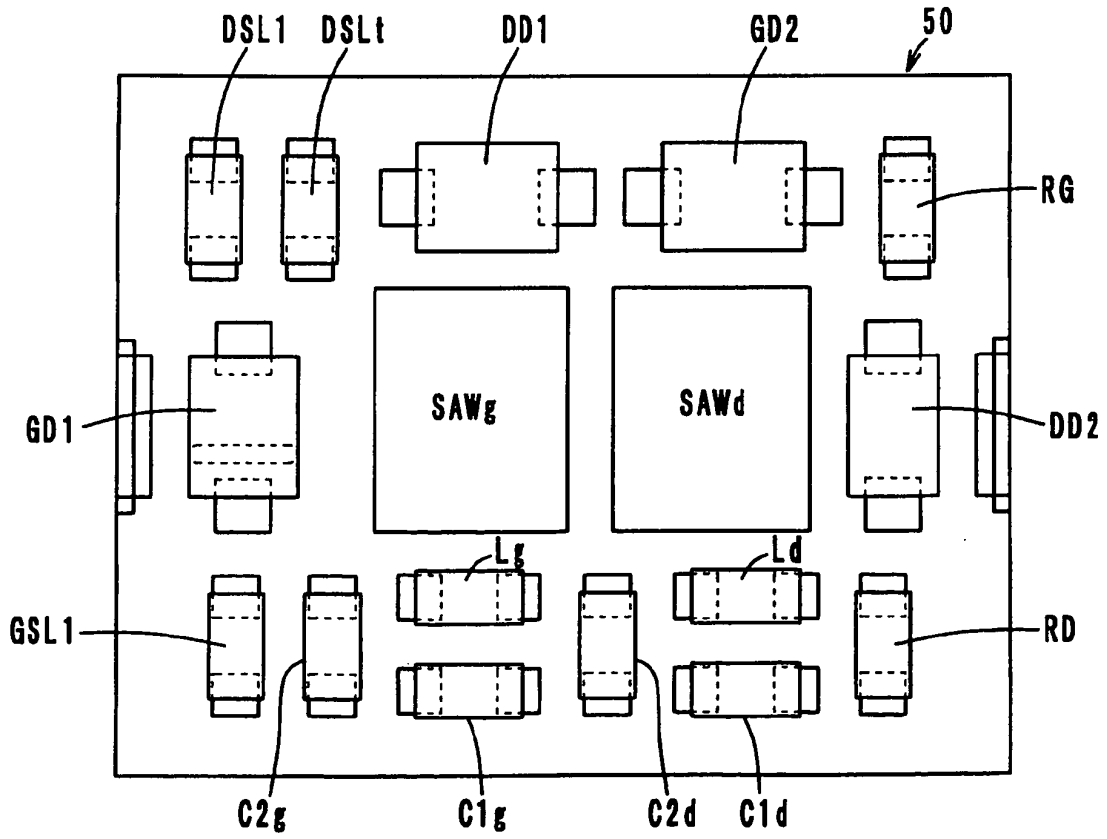 DSL1 DSLt DD1 GD2 50
RG
SAWg SAWd
GD1 DD2
Lg Ld
GSL1 RD
C2g C1g C2d C1d